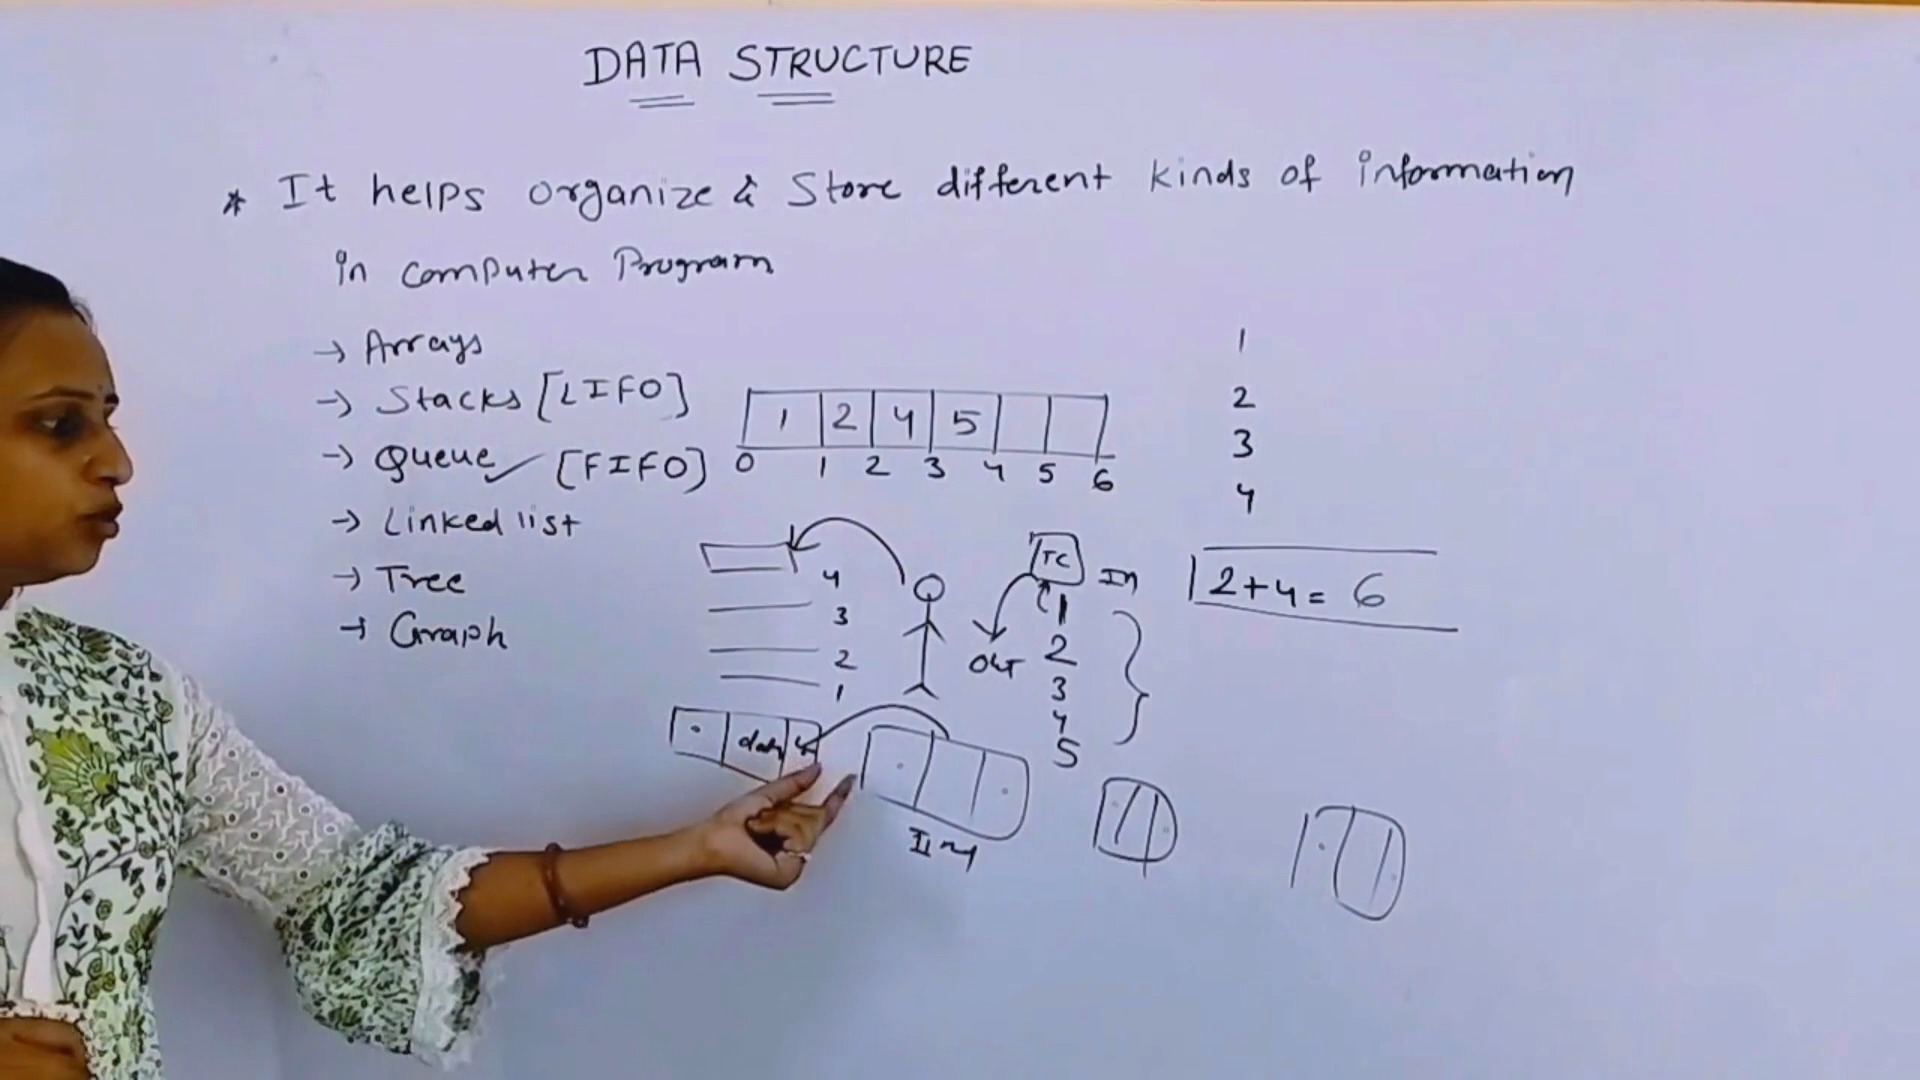 DATA STRUCTURE
* It helps organize & Store different kinds of information
in computer Program
→ Arrays
→ Stacks [LIFO]
→ Queue ✓ [FIFO]
→ Linked list
→ Tree
→ Graph
1 2 4 5
0 1 2 3 4 5 6
1
2
3
4
4
3
2
1
TC In
OUT
1
2
3
4
5
2+4= 6
data